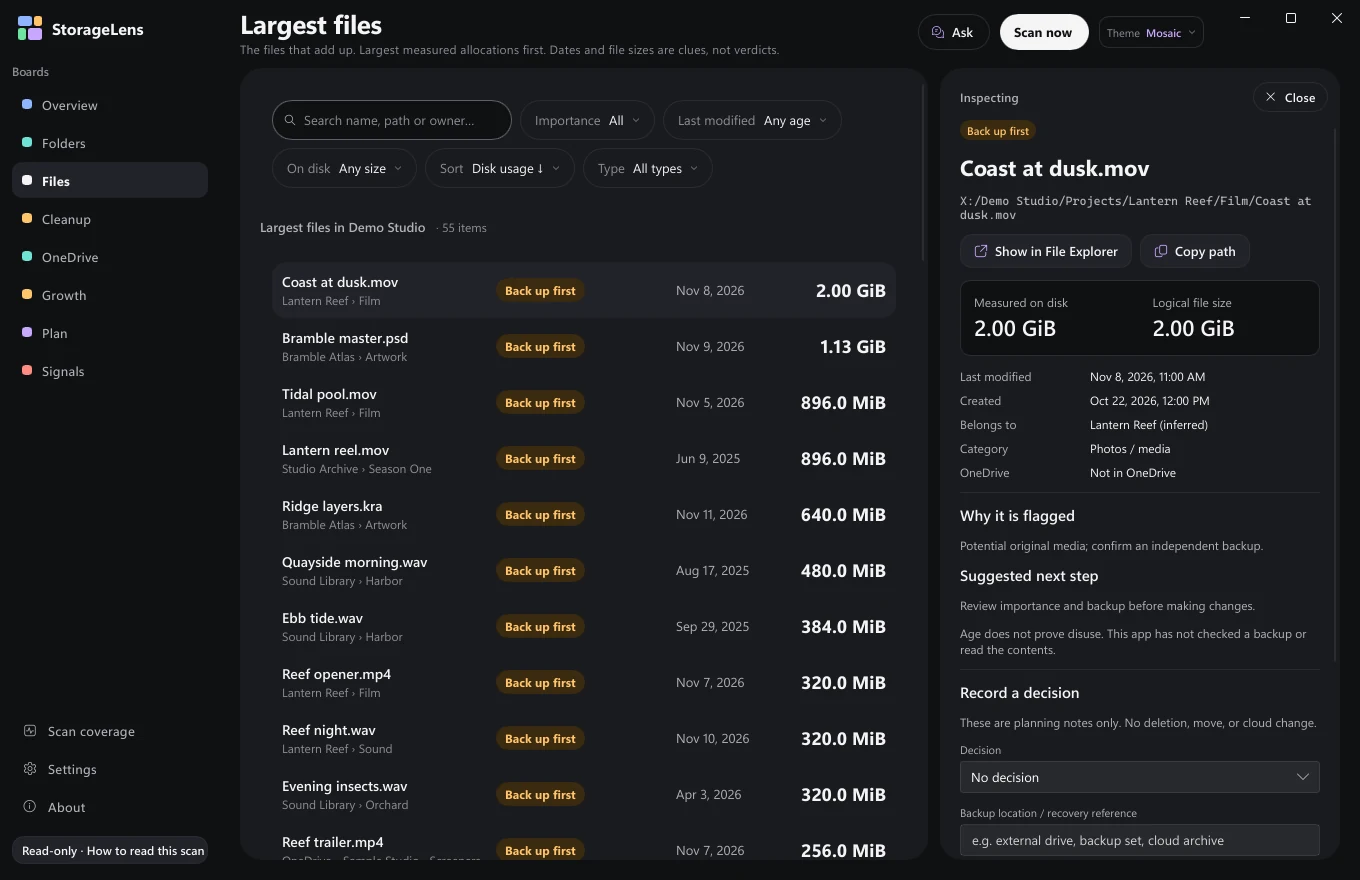 StorageLens
Boards
Overview
Folders
Files
Cleanup
OneDrive
Growth
Plan
Signals
Scan coverage
Settings
About
Read-only · How to read this scan
Largest files
The files that add up. Largest measured allocations first. Dates and file sizes are clues, not verdicts.
Ask
Scan now
Theme Mosaic
Search name, path or owner...
Importance All
Last modified Any age
On disk Any size
Sort Disk usage ↓
Type All types
Largest files in Demo Studio · 55 items
Coast at dusk.mov
Lantern Reef › Film
Back up first
Nov 8, 2026
2.00 GiB
Bramble master.psd
Bramble Atlas › Artwork
Back up first
Nov 9, 2026
1.13 GiB
Tidal pool.mov
Lantern Reef › Film
Back up first
Nov 5, 2026
896.0 MiB
Lantern reel.mov
Studio Archive › Season One
Back up first
Jun 9, 2025
896.0 MiB
Ridge layers.kra
Bramble Atlas › Artwork
Back up first
Nov 11, 2026
640.0 MiB
Quayside morning.wav
Sound Library › Harbor
Back up first
Aug 17, 2025
480.0 MiB
Ebb tide.wav
Sound Library › Harbor
Back up first
Sep 29, 2025
384.0 MiB
Reef opener.mp4
Lantern Reef › Film
Back up first
Nov 7, 2026
320.0 MiB
Reef night.wav
Lantern Reef › Sound
Back up first
Nov 10, 2026
320.0 MiB
Evening insects.wav
Sound Library › Orchard
Back up first
Apr 3, 2026
320.0 MiB
Reef trailer.mp4
OneDrive - Sample Studio › Screeners
Back up first
Nov 7, 2026
256.0 MiB
Inspecting
Close
Back up first
Coast at dusk.mov
X:/Demo Studio/Projects/Lantern Reef/Film/Coast at
dusk.mov
Show in File Explorer
Copy path
Measured on disk
2.00 GiB
Logical file size
2.00 GiB
Last modified Nov 8, 2026, 11:00 AM
Created Oct 22, 2026, 12:00 PM
Belongs to Lantern Reef (inferred)
Category Photos / media
OneDrive Not in OneDrive
Why it is flagged
Potential original media; confirm an independent backup.
Suggested next step
Review importance and backup before making changes.
Age does not prove disuse. This app has not checked a backup or
read the contents.
Record a decision
These are planning notes only. No deletion, move, or cloud change.
Decision
No decision
Backup location / recovery reference
e.g. external drive, backup set, cloud archive